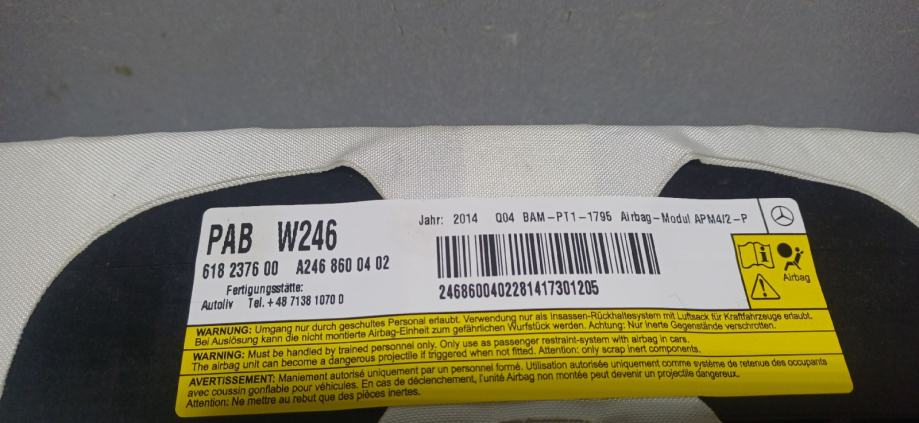 Jahr: 2014 Q04 BAM-PT1-1795 Airbag-Modul APM4/2-P
PAB W246
618 2376 00 A246 860 04 02
Fertigungsstätte:
Autoliv Tel. +48 7138 1070 0
2468600402281417301205
Airbag
WARNUNG: Umgang nur durch geschultes Personal erlaubt. Verwendung nur als Insassen-Rückhaltesystem mit Luftsack für Kraftfahrzeuge erlaubt.
Bei Auslösung kann die nicht montierte Airbag-Einheit zum gefährlichen Wurfstück werden. Achtung: Nur inerte Gegenstände verschrotten.
WARNING: Must be handled by trained personnel only. Only use as passenger restraint-system with airbag in cars.
The airbag unit can become a dangerous projectile if triggered when not fitted. Attention: only scrap inert components.
AVERTISSEMENT: Maniement autorisé uniquement par un personnel formé. Utilisation autorisée uniquement comme système de retenue des occupants
avec coussin gonflable pour véhicules. En cas de déclenchement, l'unité Airbag non montée peut devenir un projectile dangereux.
Attention: Ne mettre au rebut que des pièces inertes.